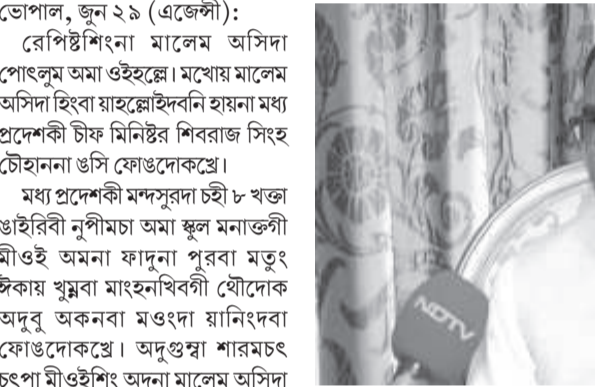 ভোপাল, জুন ২৯ (এজেন্সী):
রেপিষ্টশিংনা মালেম অসিদা
পোৎলুম অমা ওইহল্লে। মখোয় মালেম
অসিদা হিংবা য়াহল্লোইদবনি হায়না মধ্য
প্রদেশকী চীফ মিনিষ্টর শিবরাজ সিংহ
চৌহাননা ঙসি ফোঙদোকখ্রে।
মধ্য প্রদেশকী মন্দসুরদা চহী ৮ খক্তা
ঙাইরিবী নুপীমচা অমা স্কুল মনাক্তগী
মীওই অমনা ফাদুনা পুরবা মতুং
ঈকায় খুম্নবা মাংহনখিবগী থৌদোক
অদুবু অকনবা মওংদা য়ানিংদবা
ফোঙদোকখ্রে। অদুগুম্বা শারমচৎ
চৎপা মীওইশিং অদুনা মালেম অসিদা
NDTV